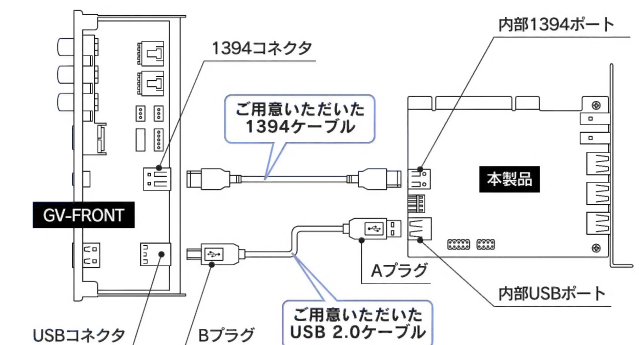 内部1394ポート
1394コネクタ
ご用意いただいた
1394ケーブル
本製品
GV-FRONT
Aプラグ
内部USBポート
ご用意いただいた
USB 2.0ケーブル
USBコネクタ
Bプラグ